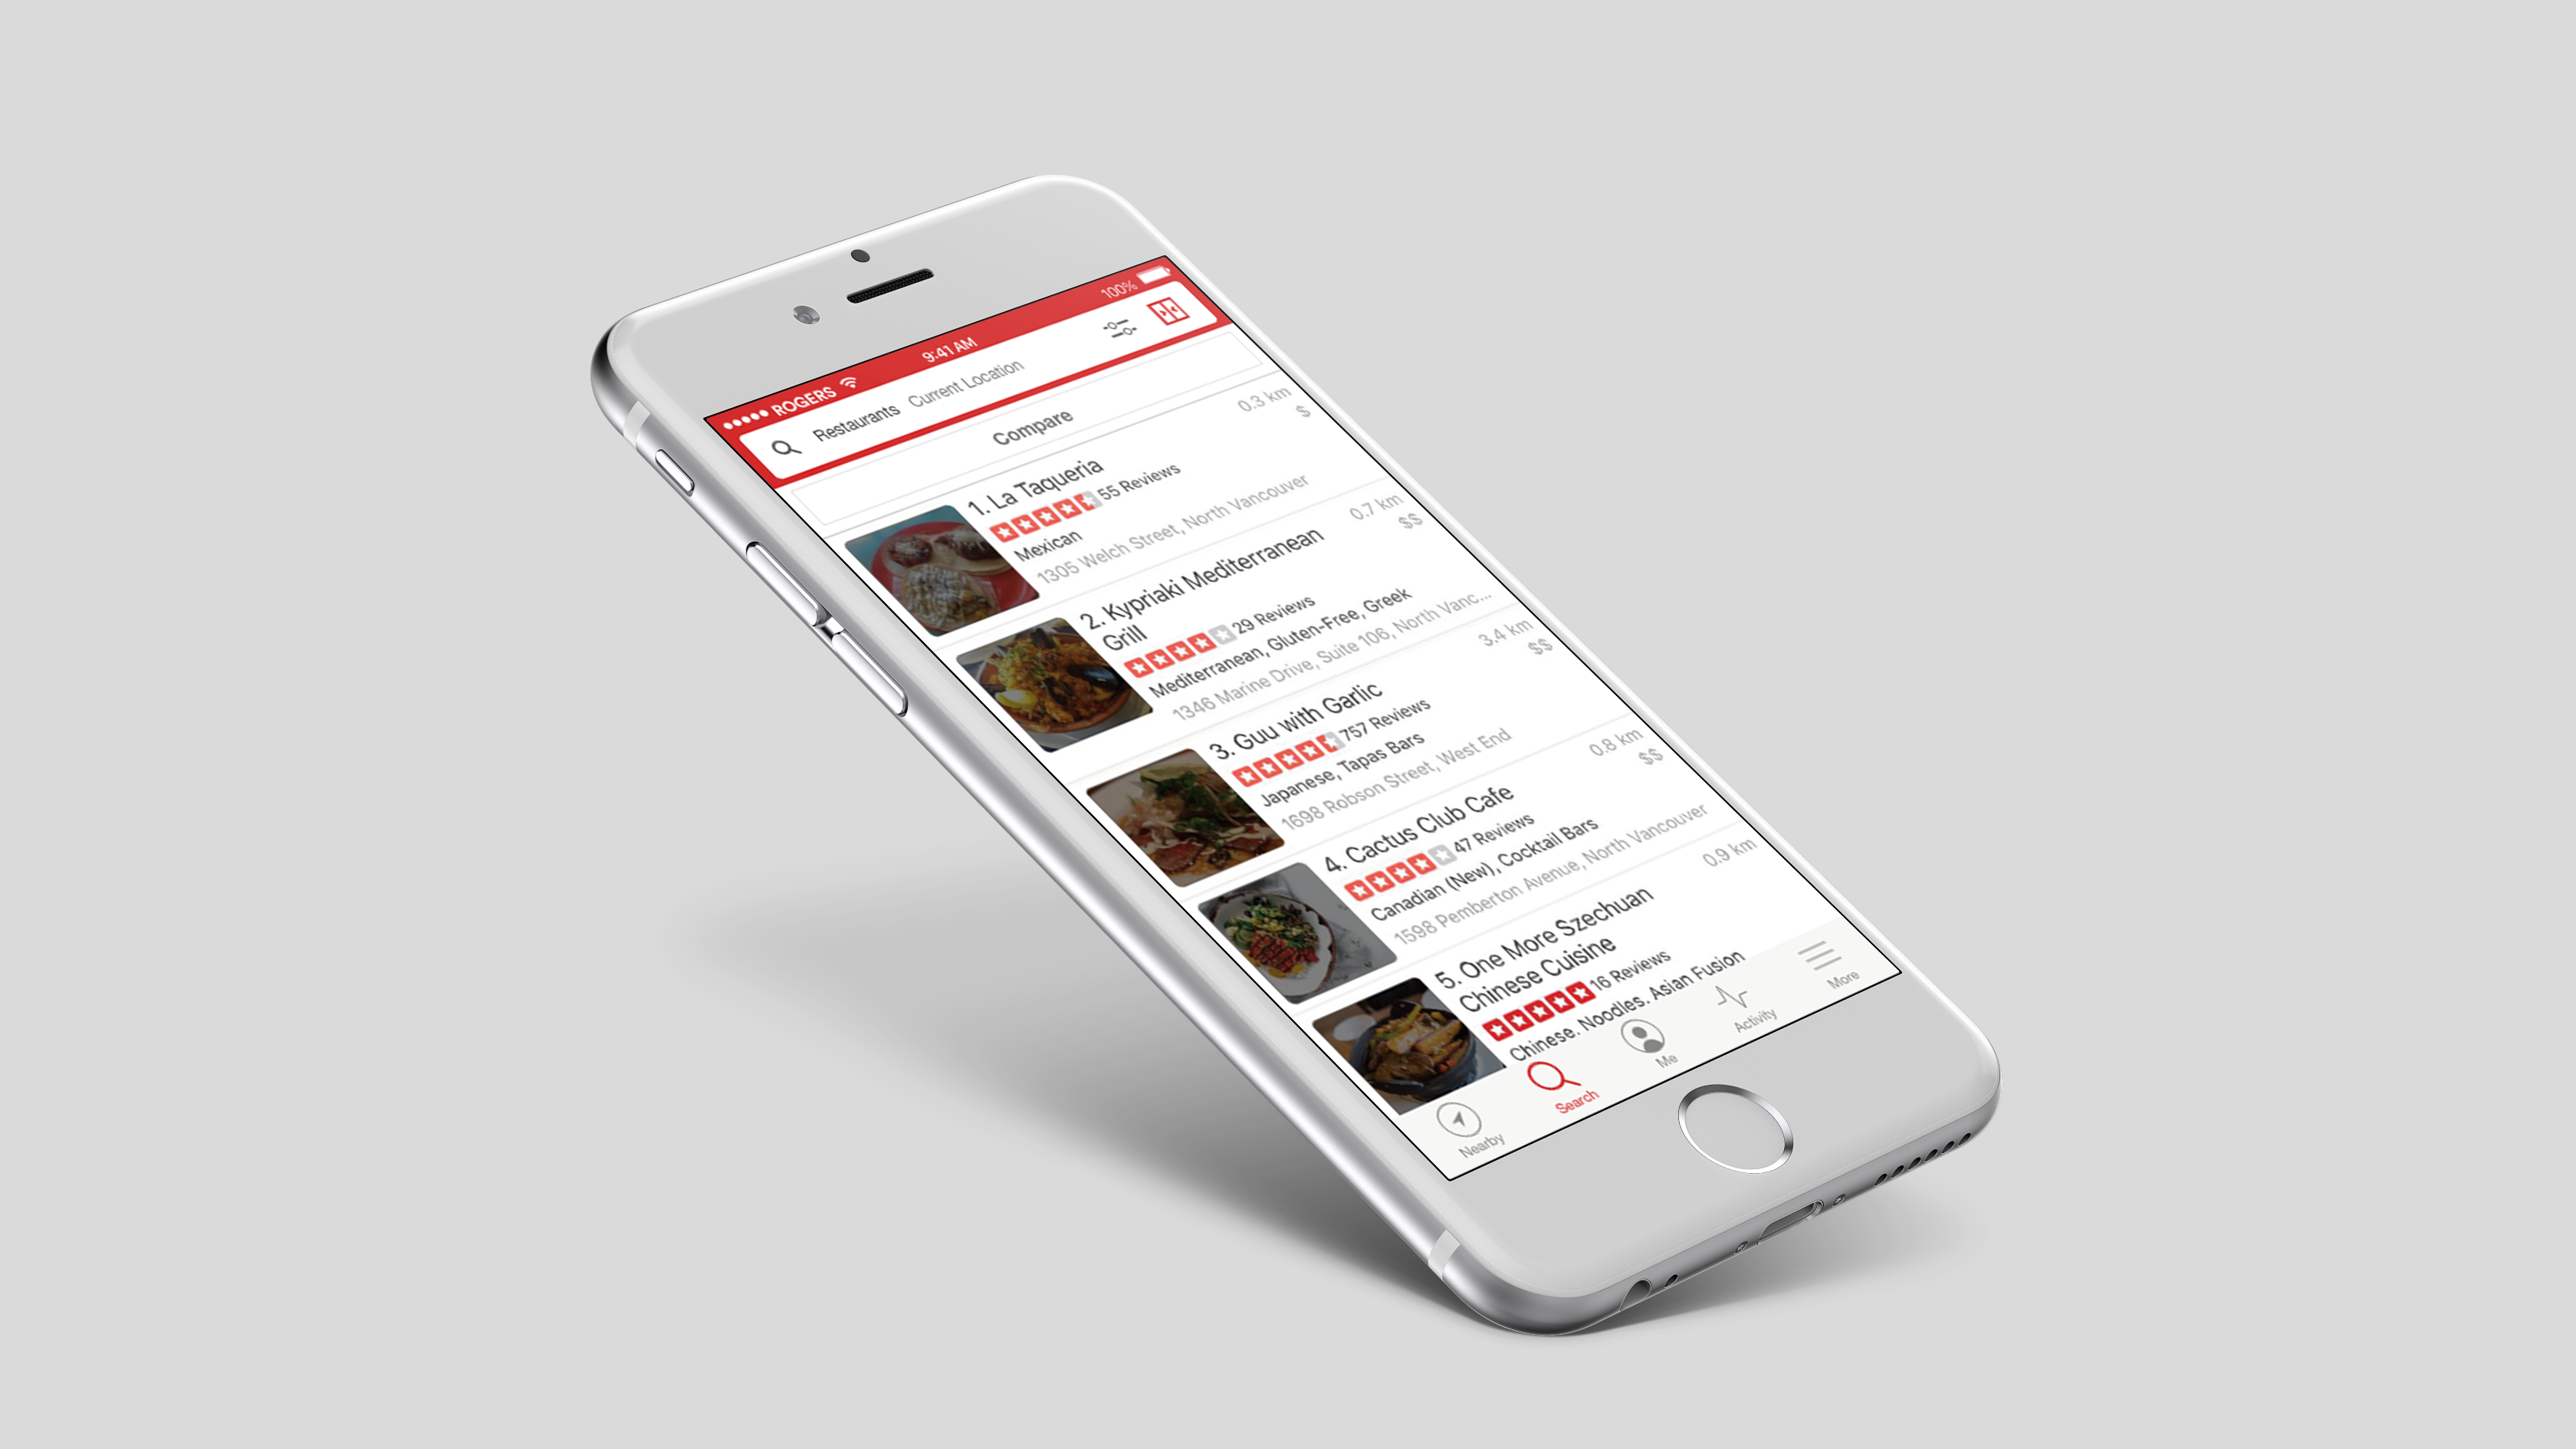 ROGERS 9:41 AM 100%
Restaurants Current Location
Compare
1. La Taqueria 0.3 km
55 Reviews $
Mexican
1305 Welch Street, North Vancouver
2. Kypriaki Mediterranean 0.7 km
Grill $$
29 Reviews
Mediterranean, Gluten-Free, Greek
1346 Marine Drive, Suite 106, North Vanc...
3. Guu with Garlic 3.4 km
757 Reviews $$
Japanese, Tapas Bars
1698 Robson Street, West End
4. Cactus Club Cafe 0.8 km
47 Reviews $$
Canadian (New), Cocktail Bars
1598 Pemberton Avenue, North Vancouver
5. One More Szechuan 0.9 km
Chinese Cuisine
16 Reviews
Chinese. Noodles. Asian Fusion
Nearby Search Me Activity More